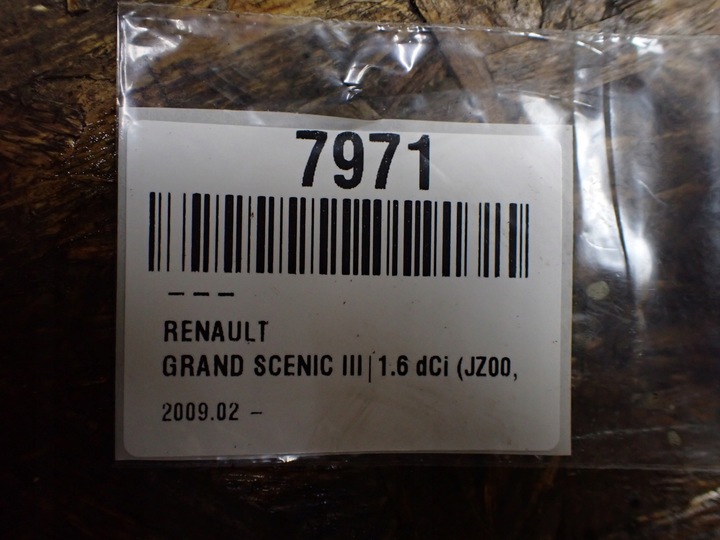 7971
---
RENAULT
GRAND SCENIC III|1.6 dCi (JZ00,
2009.02 -